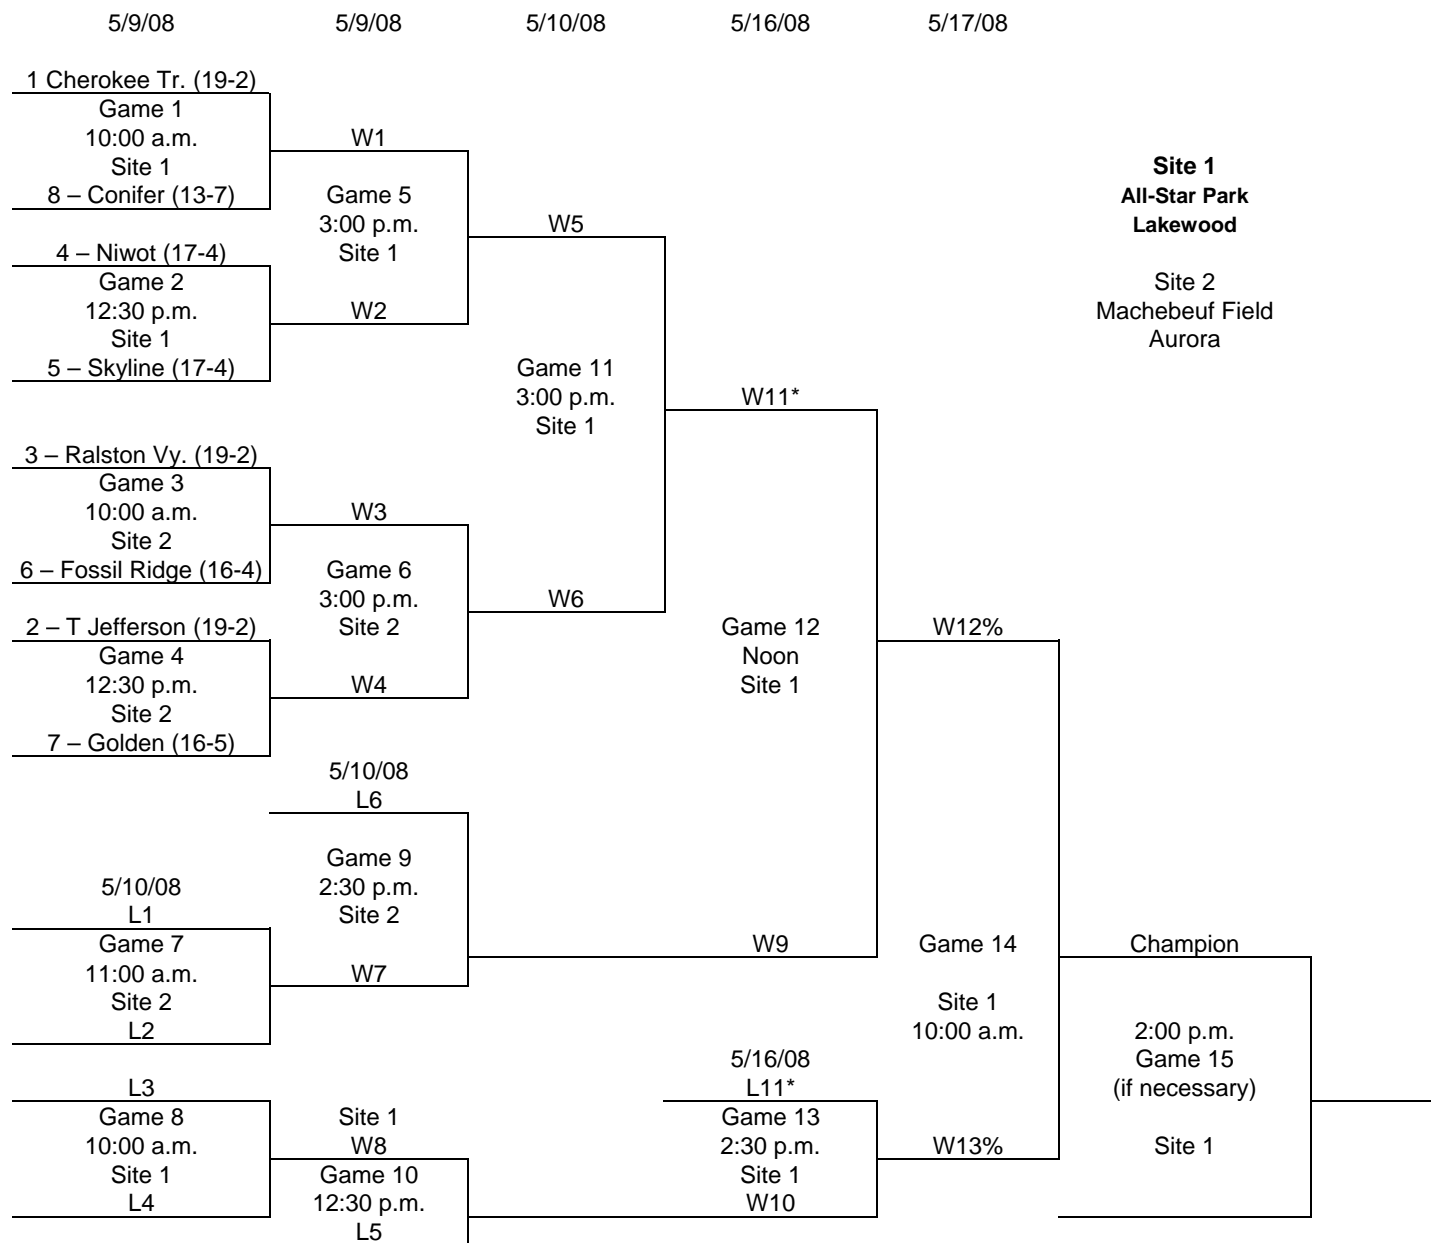 5/9/08
5/9/08
5/10/08
5/16/08
5/17/08
1 Cherokee Tr. (19-2)
Game 1
10:00 a.m.
Site 1
8 – Conifer (13-7)
4 – Niwot (17-4)
Game 2
12:30 p.m.
Site 1
5 – Skyline (17-4)
3 – Ralston Vy. (19-2)
Game 3
10:00 a.m.
Site 2
6 – Fossil Ridge (16-4)
2 – T Jefferson (19-2)
Game 4
12:30 p.m.
Site 2
7 – Golden (16-5)
5/10/08
L1
Game 7
11:00 a.m.
Site 2
L2
L3
Game 8
10:00 a.m.
Site 1
L4
W1
Game 5
3:00 p.m.
Site 1
W2
W3
Game 6
3:00 p.m.
Site 2
W4
5/10/08
L6
Game 9
2:30 p.m.
Site 2
W7
Site 1
W8
Game 10
12:30 p.m.
L5
W5
Game 11
3:00 p.m.
Site 1
W6
W11*
Game 12
Noon
Site 1
W9
5/16/08
L11*
Game 13
2:30 p.m.
Site 1
W10
W12%
Game 14
Site 1
10:00 a.m.
W13%
Site 1
All-Star Park
Lakewood
Site 2
Machebeuf Field
Aurora
Champion
2:00 p.m.
Game 15
(if necessary)
Site 1